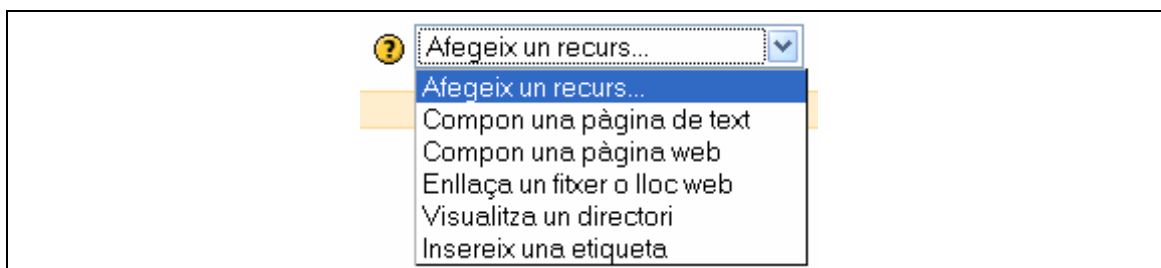 Afegeix un recurs...
Afegeix un recurs...
Compon una pàgina de text
Compon una pàgina web
Enllaça un fitxer o lloc web
Visualitza un directori
Insereix una etiqueta